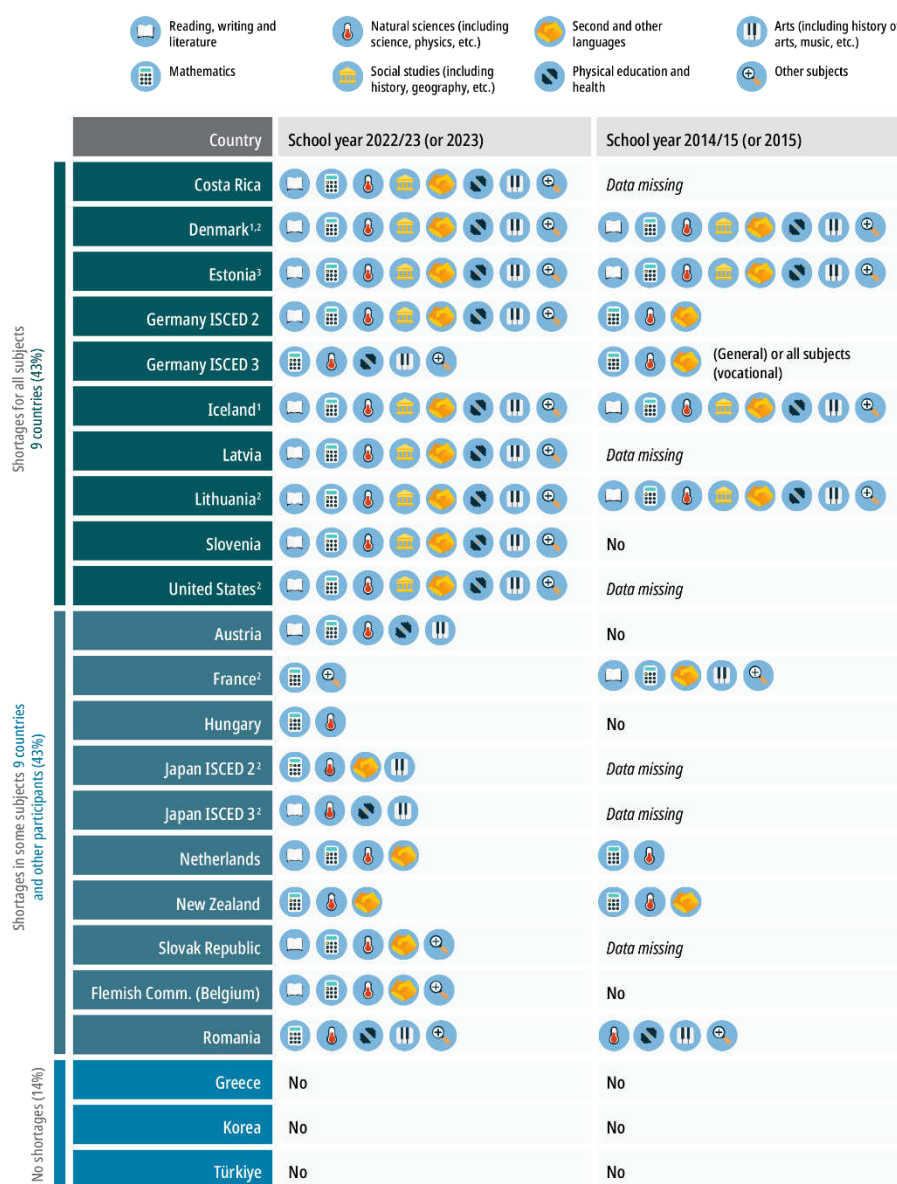 Reading, writing and
literature
Natural sciences (including
science, physics, etc.)
Second and other
languages
Arts (including history of
arts, music, etc.)
Mathematics
Social studies (including
history, geography, etc.)
Physical education and
health
Other subjects
Country School year 2022/23 (or 2023) School year 2014/15 (or 2015)
Shortages for all subjects
9 countries (43%)
Costa Rica Data missing
Denmark1,2
Estonia3
Germany ISCED 2
Germany ISCED 3 (General) or all subjects
(vocational)
Iceland1
Latvia Data missing
Lithuania2
Slovenia No
United States2 Data missing
Shortages in some subjects 9 countries
and other participants (43%)
Austria No
France2
Hungary No
Japan ISCED 22 Data missing
Japan ISCED 32 Data missing
Netherlands
New Zealand
Slovak Republic Data missing
Flemish Comm. (Belgium) No
Romania
No shortages (14%)
Greece No No
Korea No No
Türkiye No No